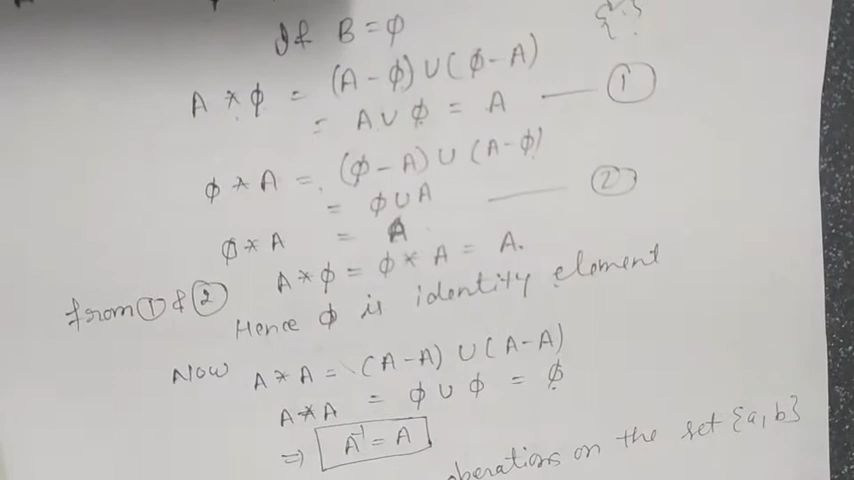 If B = ϕ
{·}
A * ϕ = (A - ϕ) ∪ (ϕ - A)
= A ∪ ϕ = A —— ①
ϕ * A = (ϕ - A) ∪ (A - ϕ)
= ϕ ∪ A —— ②
ϕ * A = A
from ① & ② A * ϕ = ϕ * A = A.
Hence ϕ is identity element
Now A * A = (A - A) ∪ (A - A)
A * A = ϕ ∪ ϕ = ϕ
⇒ A⁻¹ = A
operations on the set {a, b}